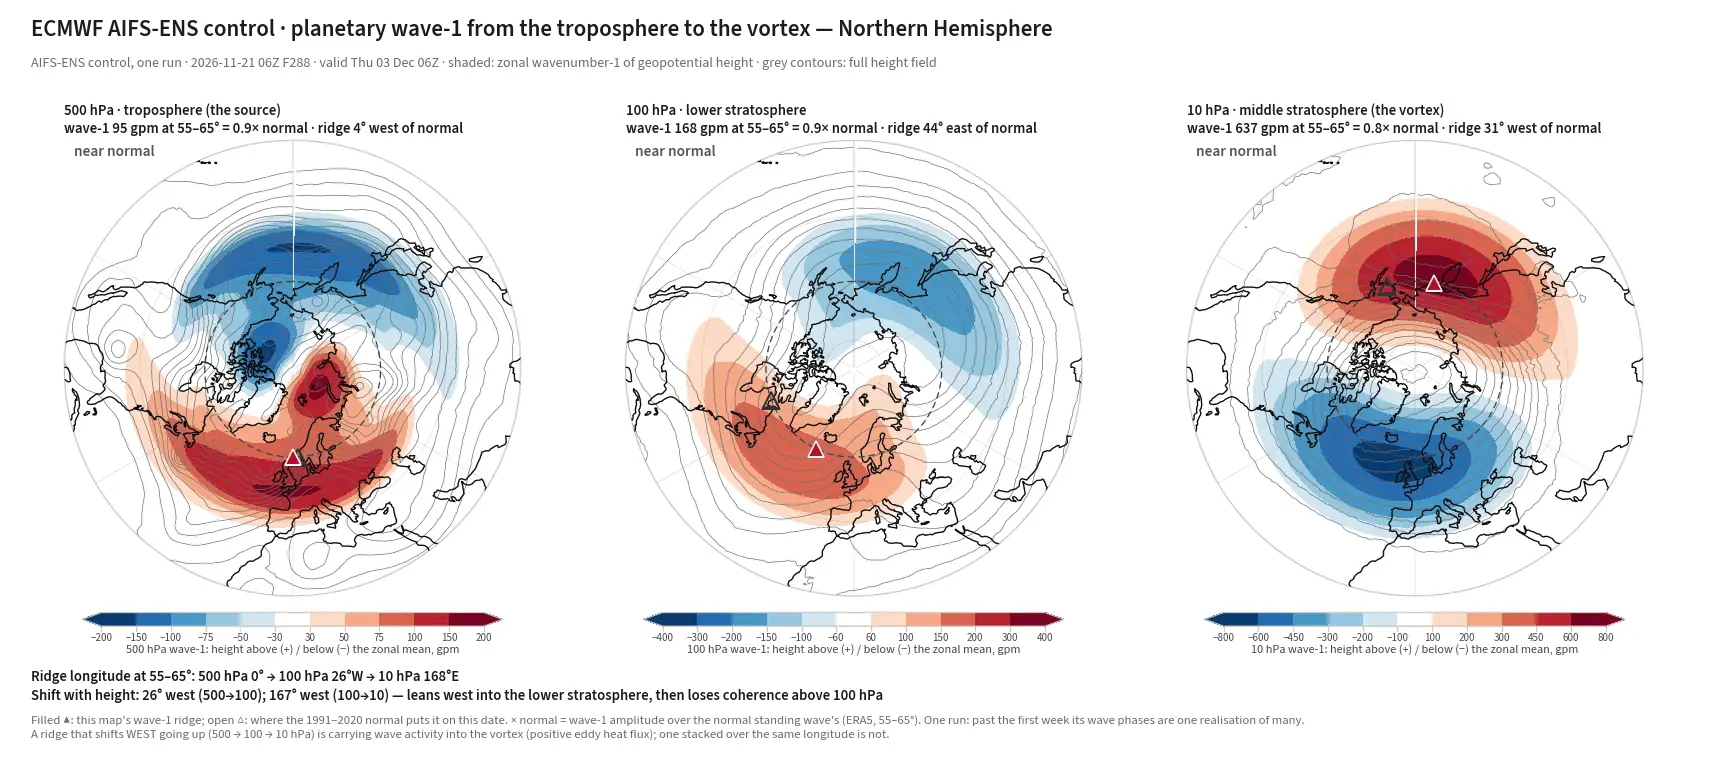 ECMWF AIFS-ENS control · planetary wave-1 from the troposphere to the vortex — Northern Hemisphere
AIFS-ENS control, one run · 2026-11-21 06Z F288 · valid Thu 03 Dec 06Z · shaded: zonal wavenumber-1 of geopotential height · grey contours: full height field
500 hPa · troposphere (the source)
wave-1 95 gpm at 55–65° = 0.9× normal · ridge 4° west of normal
near normal
100 hPa · lower stratosphere
wave-1 168 gpm at 55–65° = 0.9× normal · ridge 44° east of normal
near normal
10 hPa · middle stratosphere (the vortex)
wave-1 637 gpm at 55–65° = 0.8× normal · ridge 31° west of normal
near normal
−200 −150 −100 −75 −50 −30 30 50 75 100 150 200
500 hPa wave-1: height above (+) / below (−) the zonal mean, gpm
−400 −300 −200 −150 −100 −60 60 100 150 200 300 400
100 hPa wave-1: height above (+) / below (−) the zonal mean, gpm
−800 −600 −450 −300 −200 −100 100 200 300 450 600 800
10 hPa wave-1: height above (+) / below (−) the zonal mean, gpm
Ridge longitude at 55–65°: 500 hPa 0° → 100 hPa 26°W → 10 hPa 168°E
Shift with height: 26° west (500→100); 167° west (100→10) — leans west into the lower stratosphere, then loses coherence above 100 hPa
Filled ▲: this map's wave-1 ridge; open △: where the 1991–2020 normal puts it on this date. × normal = wave-1 amplitude over the normal standing wave's (ERA5, 55–65°). One run: past the first week its wave phases are one realisation of many.
A ridge that shifts WEST going up (500 → 100 → 10 hPa) is carrying wave activity into the vortex (positive eddy heat flux); one stacked over the same longitude is not.